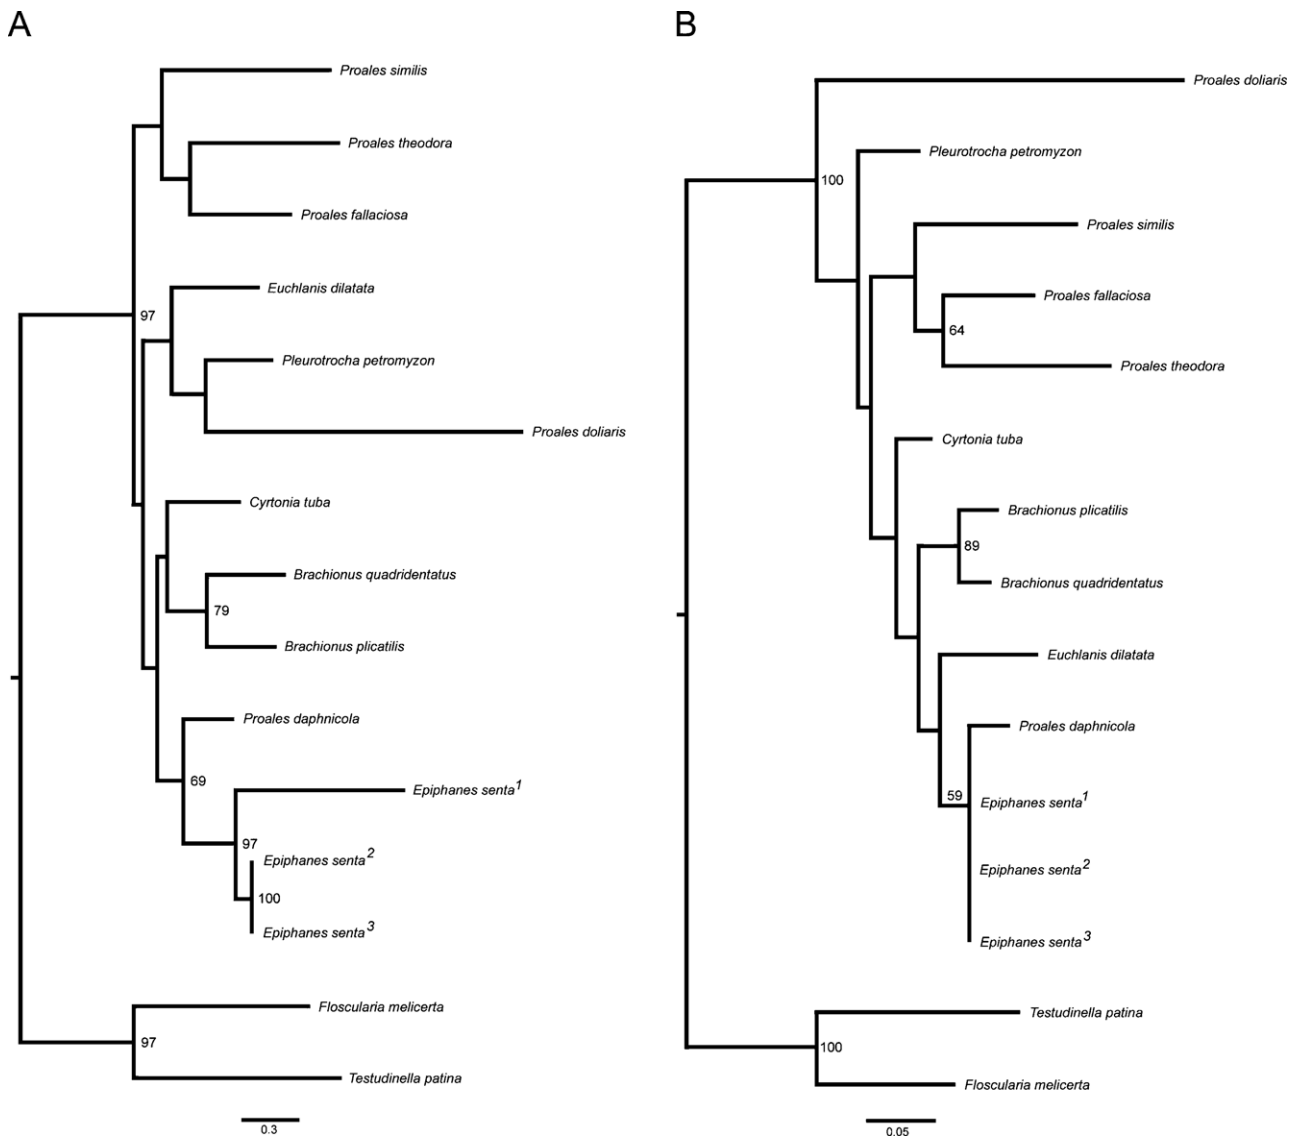 A
Proales similis
Proales theodora
Proales fallaciosa
Euchlanis dilatata
97
Pleurotrocha petromyzon
Proales doliaris
Cyrtonia tuba
Brachionus quadridentatus
79
Brachionus plicatilis
Proales daphnicola
69
Epiphanes senta1
97
Epiphanes senta2
100
Epiphanes senta3
Floscularia melicerta
97
Testudinella patina
0.3
B
Proales doliaris
Pleurotrocha petromyzon
100
Proales similis
Proales fallaciosa
64
Proales theodora
Cyrtonia tuba
Brachionus plicatilis
89
Brachionus quadridentatus
Euchlanis dilatata
Proales daphnicola
59
Epiphanes senta1
Epiphanes senta2
Epiphanes senta3
Testudinella patina
100
Floscularia melicerta
0.05